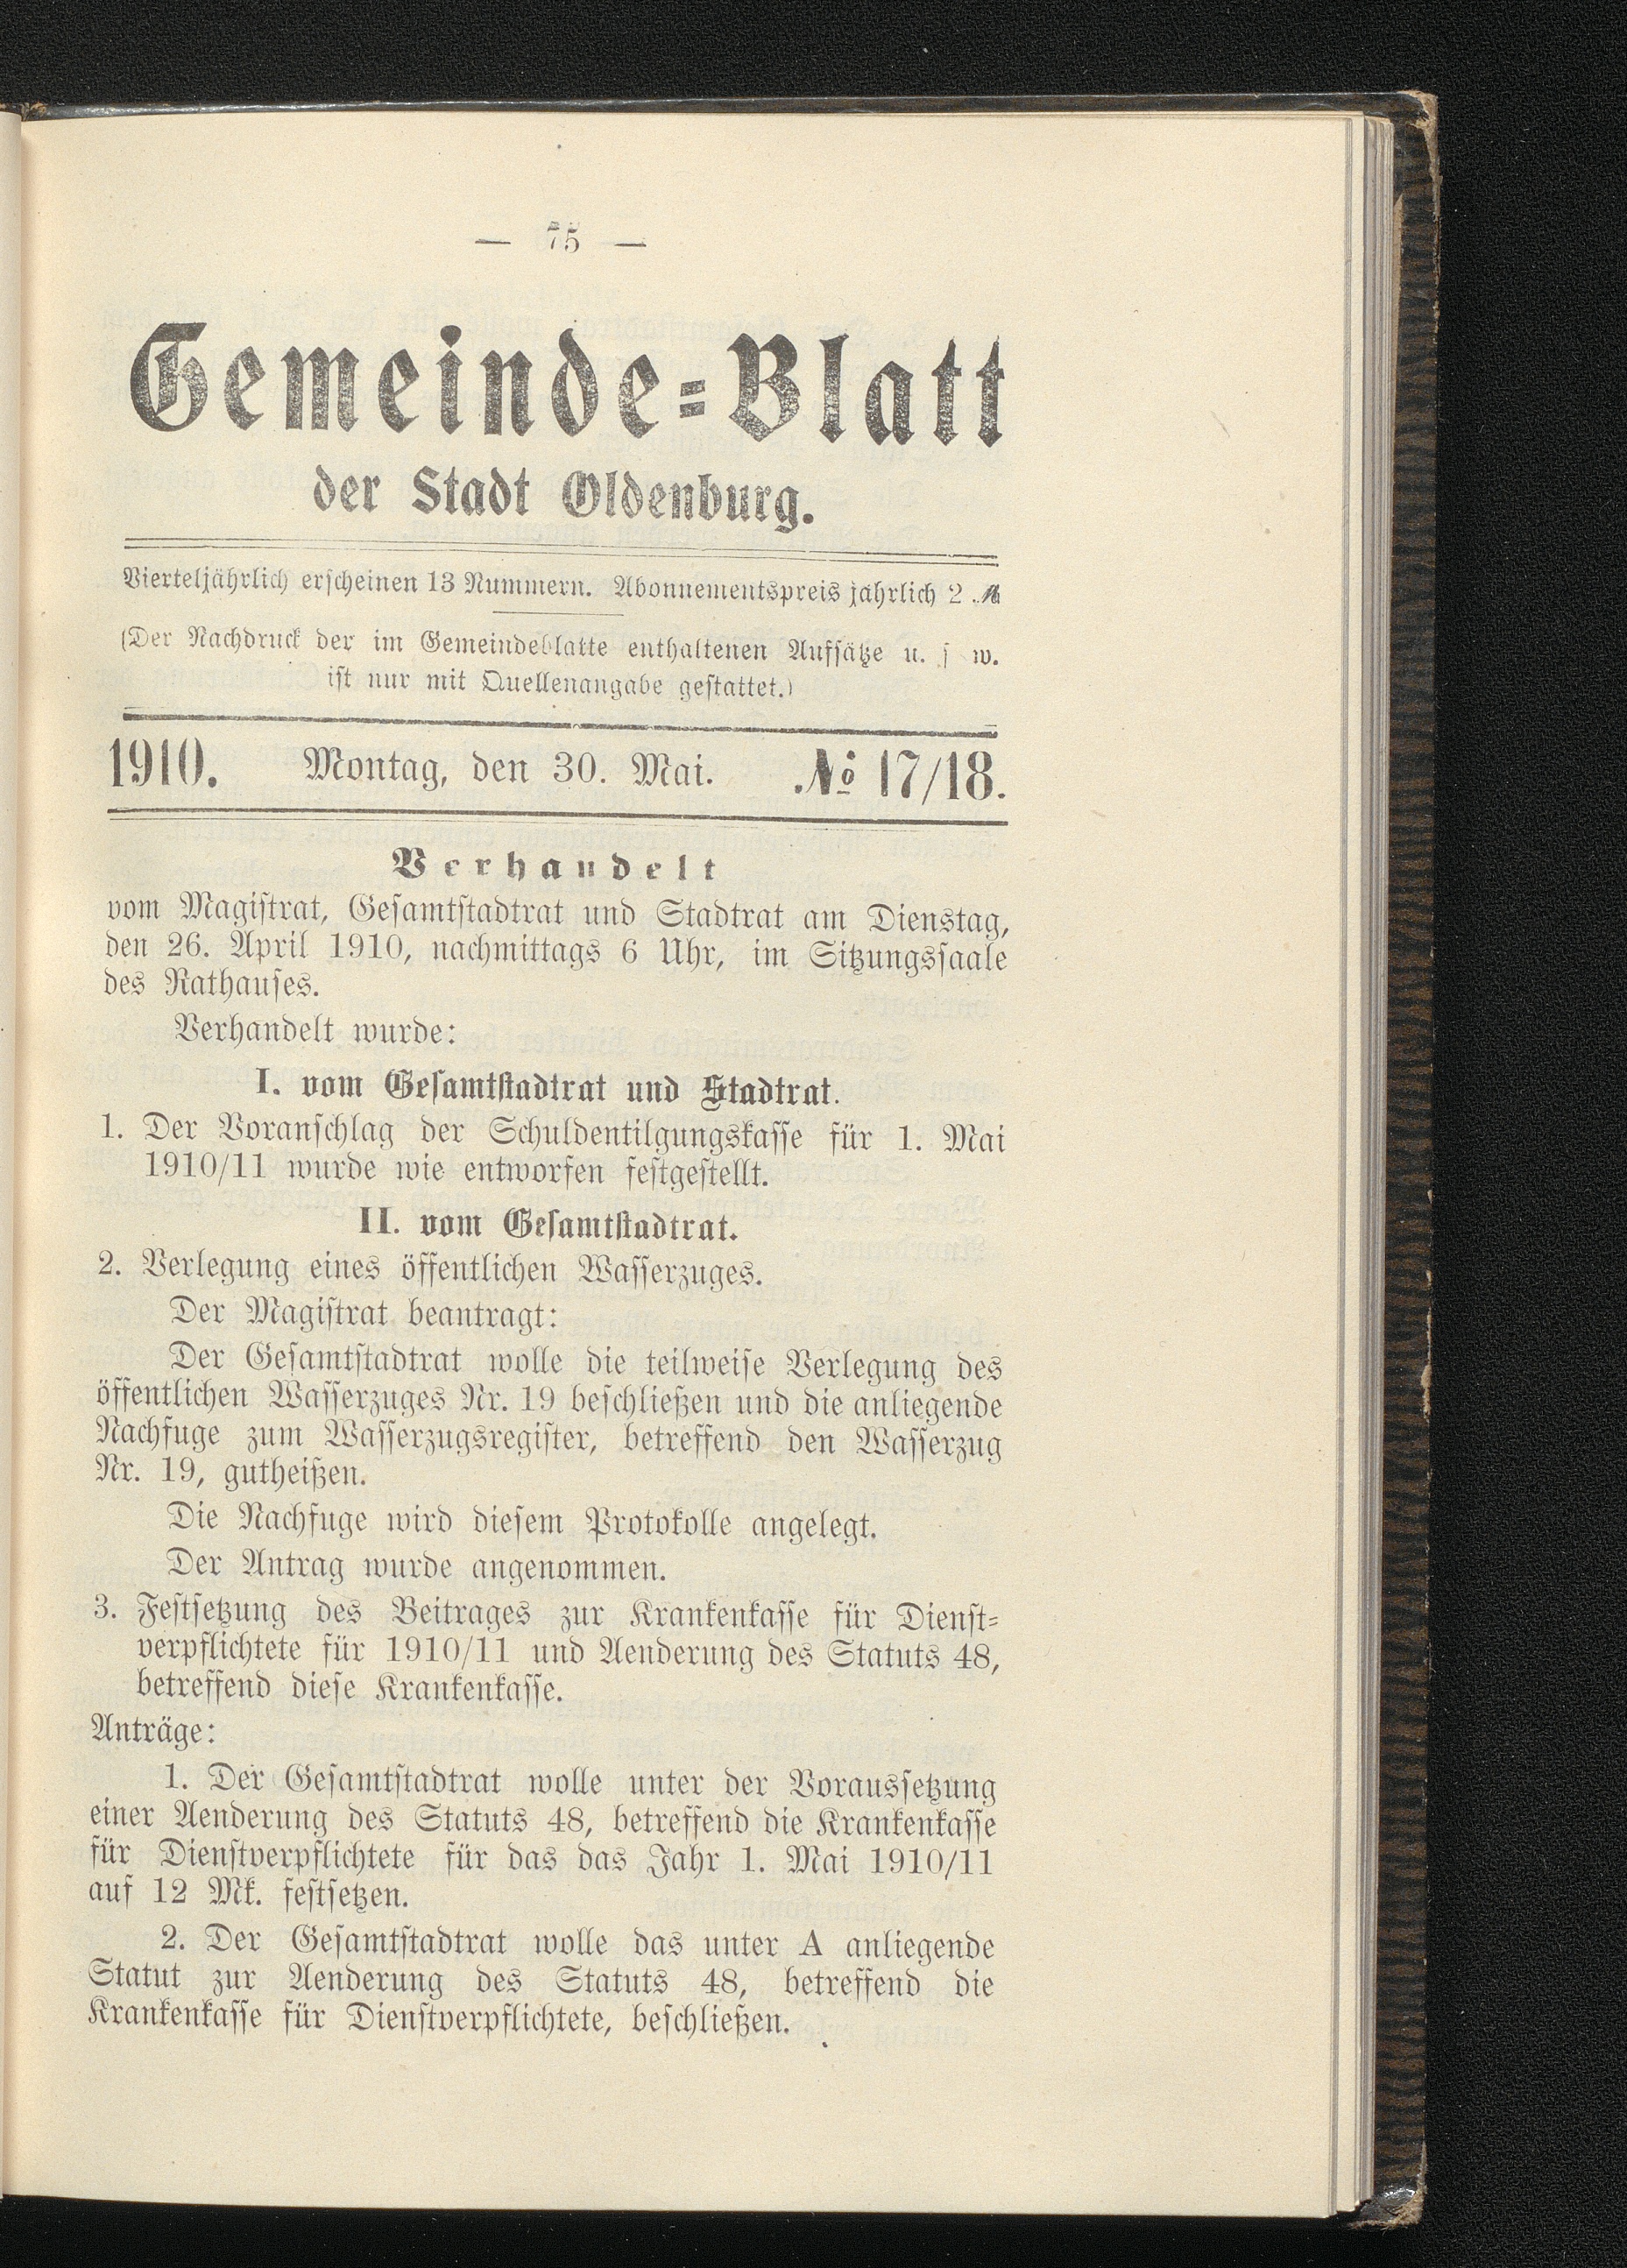 — 75 —
Gemeinde=Blatt
der Stadt Oldenburg.
Vierteljährlich erscheinen 13 Nummern. Abonnementspreis jährlich 2 ℳ
(Der Nachdruck der im Gemeindeblatte enthaltenen Aufsätze u. s w.
ist nur mit Quellenangabe gestattet.)
1910. Montag, den 30. Mai. № 17/18.
Verhandelt
vom Magistrat, Gesamtstadtrat und Stadtrat am Dienstag,
den 26. April 1910, nachmittags 6 Uhr, im Sitzungssaale
des Rathauses.
Verhandelt wurde:
I. vom Gesamtstadtrat und Stadtrat.
1. Der Voranschlag der Schuldentilgungskasse für 1. Mai
1910/11 wurde wie entworfen festgestellt.
II. vom Gesamtstadtrat.
2. Verlegung eines öffentlichen Wasserzuges.
Der Magistrat beantragt:
Der Gesamtstadtrat wolle die teilweise Verlegung des
öffentlichen Wasserzuges Nr. 19 beschließen und die anliegende
Nachfuge zum Wasserzugsregister, betreffend den Wasserzug
Nr. 19, gutheißen.
Die Nachfuge wird diesem Protokolle angelegt.
Der Antrag wurde angenommen.
3. Festsetzung des Beitrages zur Krankenkasse für Dienst=
verpflichtete für 1910/11 und Aenderung des Statuts 48,
betreffend diese Krankenkasse.
Anträge:
1. Der Gesamtstadtrat wolle unter der Voraussetzung
einer Aenderung des Statuts 48, betreffend die Krankenkasse
für Dienstverpflichtete für das das Jahr 1. Mai 1910/11
auf 12 Mk. festsetzen.
2. Der Gesamtstadtrat wolle das unter A anliegende
Statut zur Aenderung des Statuts 48, betreffend die
Krankenkasse für Dienstverpflichtete, beschließen.